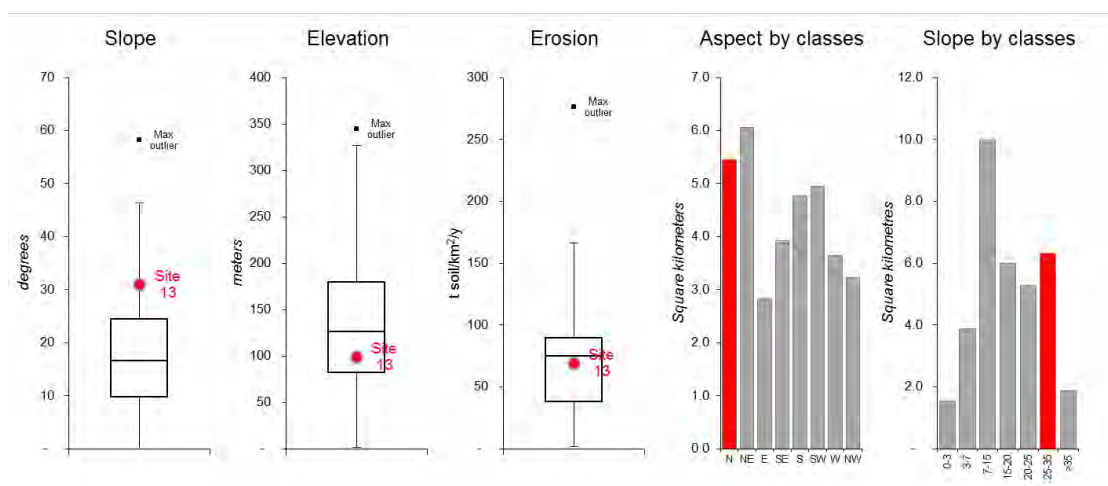 Slope
Elevation
Erosion
Aspect by classes
Slope by classes
70
60
50
40
30
20
10
-
degrees
Max
outlier
Site
13
400
350
300
250
200
150
100
50
-
meters
Max
outlier
Site
13
300
250
200
150
100
50
-
t soil/km²/y
Max
outlier
Site
13
7.0
6.0
5.0
4.0
3.0
2.0
1.0
0.0
Square kilometers
N NE E SE S SW W NW
12.0
10.0
8.0
6.0
4.0
2.0
-
Square kilometres
0-3
3-7
7-15
15-20
20-25
25-35
≥35